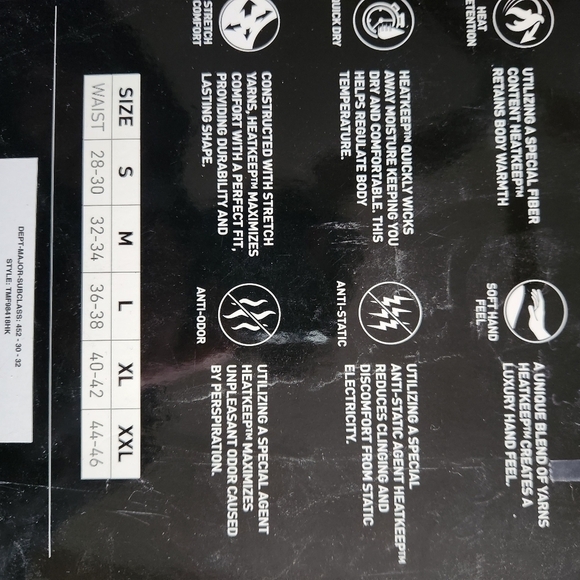 HEAT
RETENTION
UTILIZING A SPECIAL FIBER
CONTENT HEATKEEP™
RETAINS BODY WARMTH
SOFT HAND
FEEL
A UNIQUE BLEND OF YARNS
HEATKEEP™ CREATES A
LUXURY HAND FEEL.
QUICK DRY
HEATKEEP™ QUICKLY WICKS
AWAY MOISTURE KEEPING YOU
DRY AND COMFORTABLE. THIS
HELPS REGULATE BODY
TEMPERATURE.
ANTI-STATIC
UTILIZING A SPECIAL
ANTI-STATIC AGENT HEATKEEP™
REDUCES CLINGING AND
DISCOMFORT FROM STATIC
ELECTRICITY.
STRETCH
COMFORT
CONSTRUCTED WITH STRETCH
YARNS, HEATKEEP™ MAXIMIZES
COMFORT WITH A PERFECT FIT,
PROVIDING DURABILITY AND
LASTING SHAPE.
ANTI-ODOR
UTILIZING A SPECIAL AGENT
HEATKEEP™ MAXIMIZES
UNPLEASANT ODOR CAUSED
BY PERSPIRATION.
SIZE S M L XL XXL
WAIST 28-30 32-34 36-38 40-42 44-46
DEPT-MAJOR-SUBCLASS: 452 - 30 - 32
STYLE: TMF98418HK